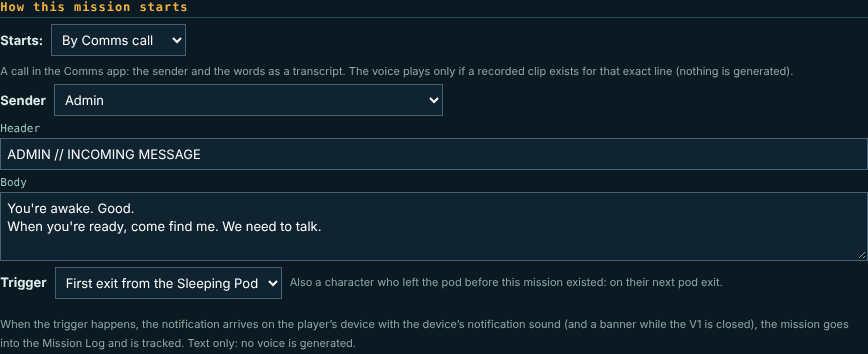 How this mission starts
Starts: By Comms call
A call in the Comms app: the sender and the words as a transcript. The voice plays only if a recorded clip exists for that exact line (nothing is generated).
Sender Admin
Header
ADMIN // INCOMING MESSAGE
Body
You're awake. Good.
When you're ready, come find me. We need to talk.
Trigger First exit from the Sleeping Pod Also a character who left the pod before this mission existed: on their next pod exit.
When the trigger happens, the notification arrives on the player's device with the device's notification sound (and a banner while the V1 is closed), the mission goes
into the Mission Log and is tracked. Text only: no voice is generated.